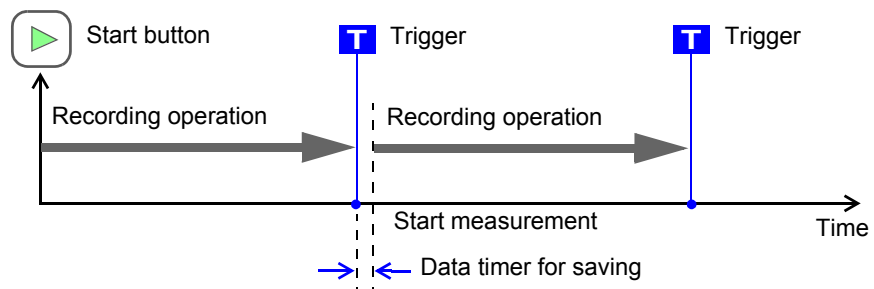 Start button
T
Trigger
T
Trigger
Recording operation
Recording operation
Start measurement
Time
Data timer for saving